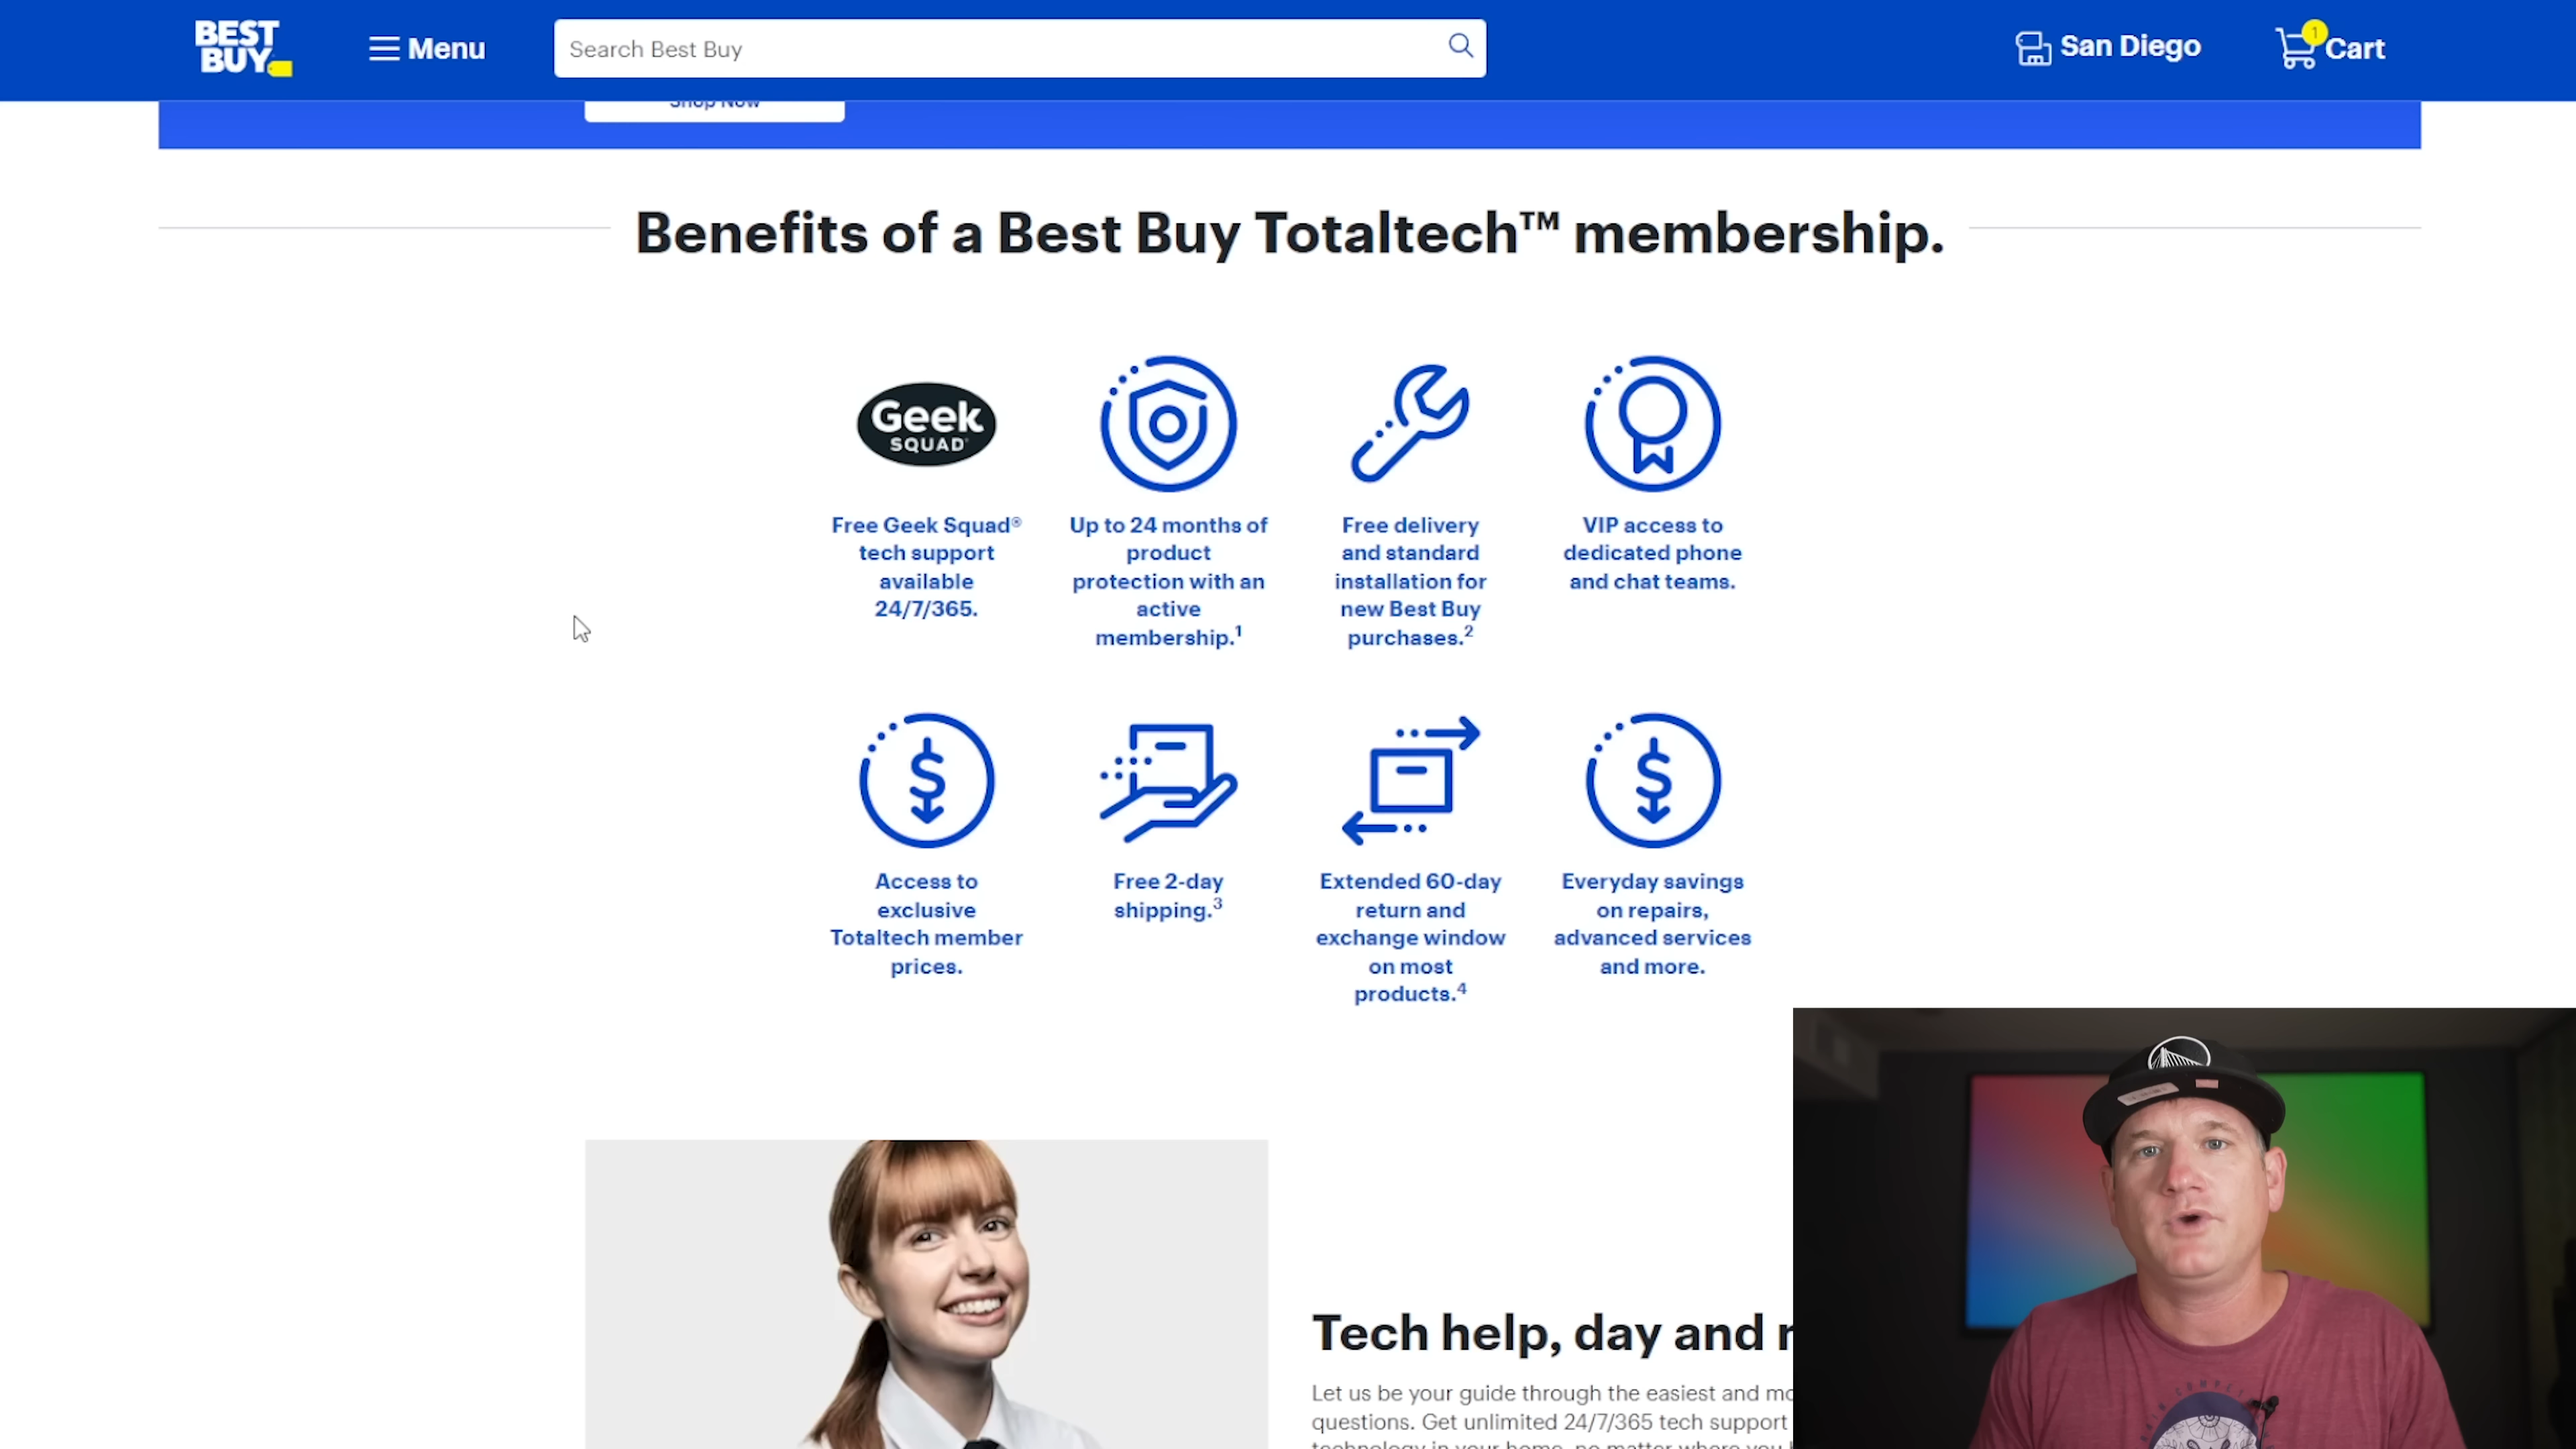 BEST
BUY
Menu
Search Best Buy
San Diego
1
Cart
Shop Now
Benefits of a Best Buy Totaltech™ membership.
Geek
SQUAD
Free Geek Squad®
tech support
available
24/7/365.
Up to 24 months of
product
protection with an
active
membership.1
Free delivery
and standard
installation for
new Best Buy
purchases.2
VIP access to
dedicated phone
and chat teams.
Access to
exclusive
Totaltech member
prices.
Free 2-day
shipping.3
Extended 60-day
return and
exchange window
on most
products.4
Everyday savings
on repairs,
advanced services
and more.
Tech help, day and
Let us be your guide through the easiest and
questions. Get unlimited 24/7/365 tech support
technology in your home, no matter where you